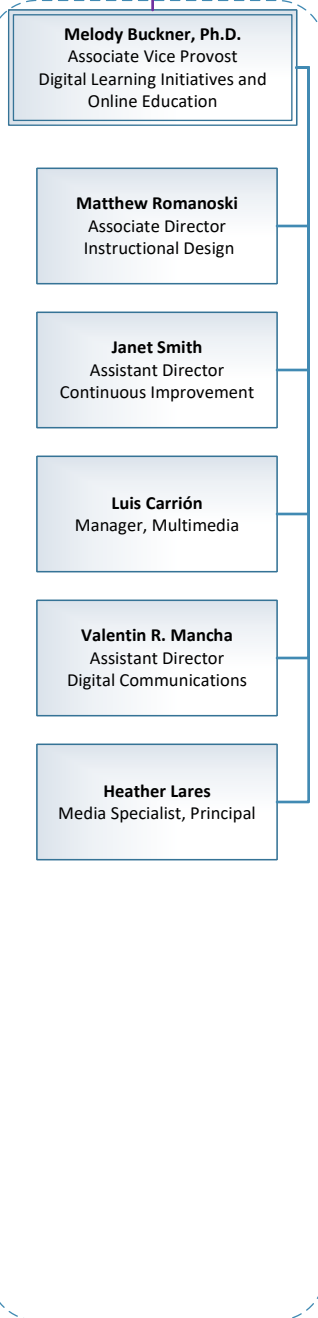 Melody Buckner, Ph.D.
Associate Vice Provost
Digital Learning Initiatives and
Online Education
Matthew Romanoski
Associate Director
Instructional Design
Janet Smith
Assistant Director
Continuous Improvement
Luis Carrión
Manager, Multimedia
Valentin R. Mancha
Assistant Director
Digital Communications
Heather Lares
Media Specialist, Principal